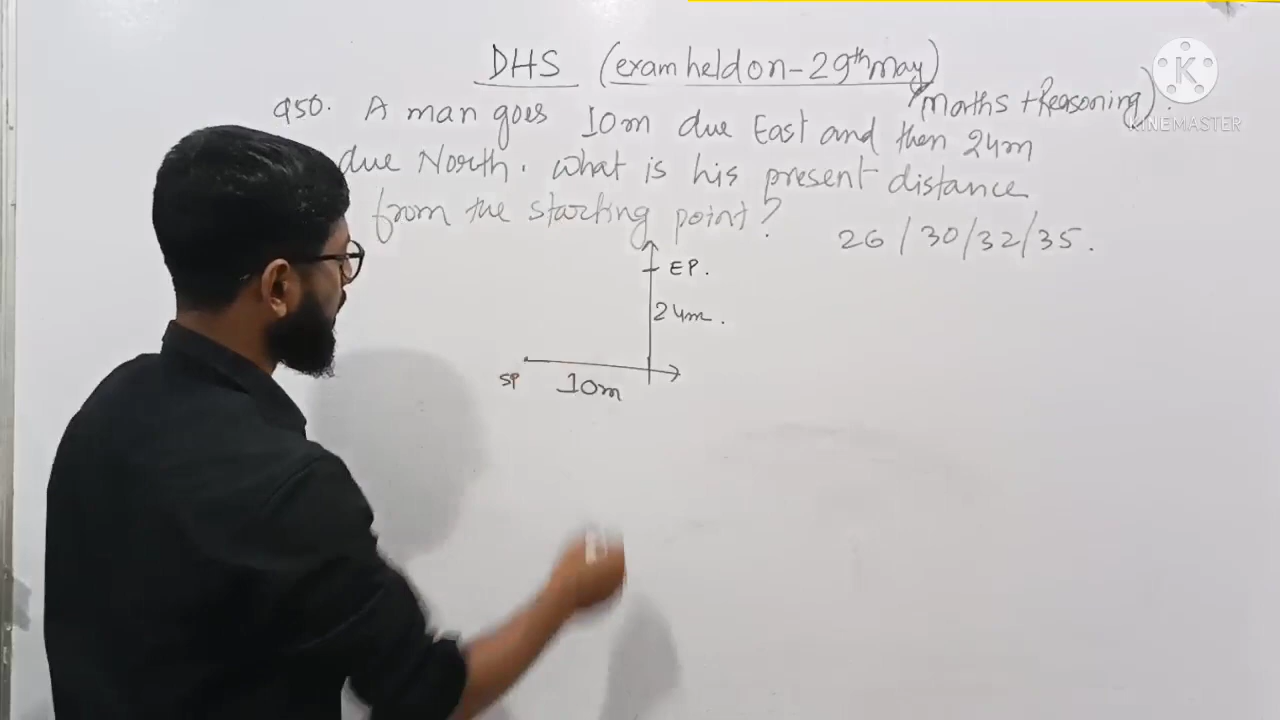 DHS (exam held on - 29th May)
(Maths + Reasoning).
Q50. A man goes 10m due East and then 24m
due North. What is his present distance
from the starting point?
26 / 30 / 32 / 35.
EP.
24m.
SP
10m
K
KINEMASTER